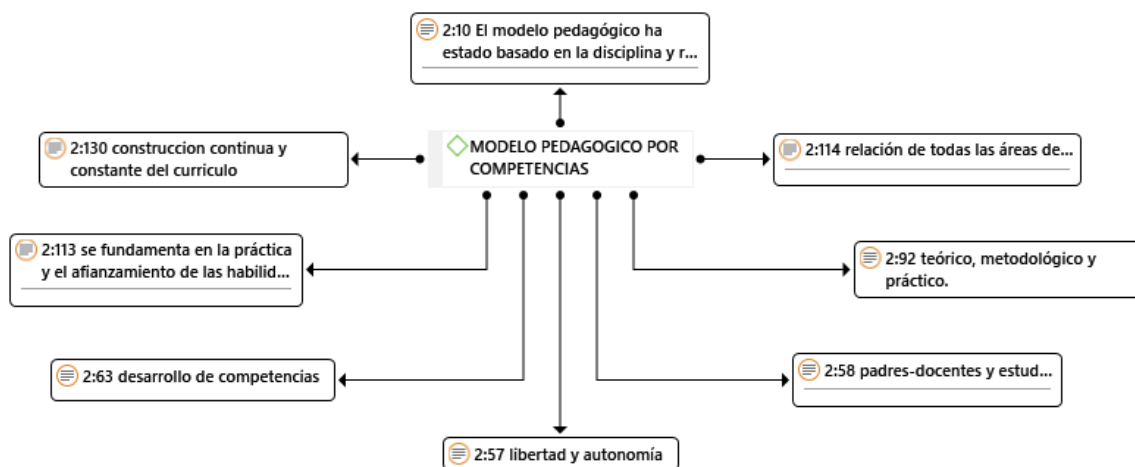 2:10 El modelo pedagógico ha
estado basado en la disciplina y r...
2:130 construccion continua y
constante del curriculo
MODELO PEDAGOGICO POR
COMPETENCIAS
2:114 relación de todas las áreas de...
2:113 se fundamenta en la práctica
y el afianzamiento de las habilid...
2:92 teórico, metodológico y
práctico.
2:63 desarrollo de competencias
2:58 padres-docentes y estud...
2:57 libertad y autonomía